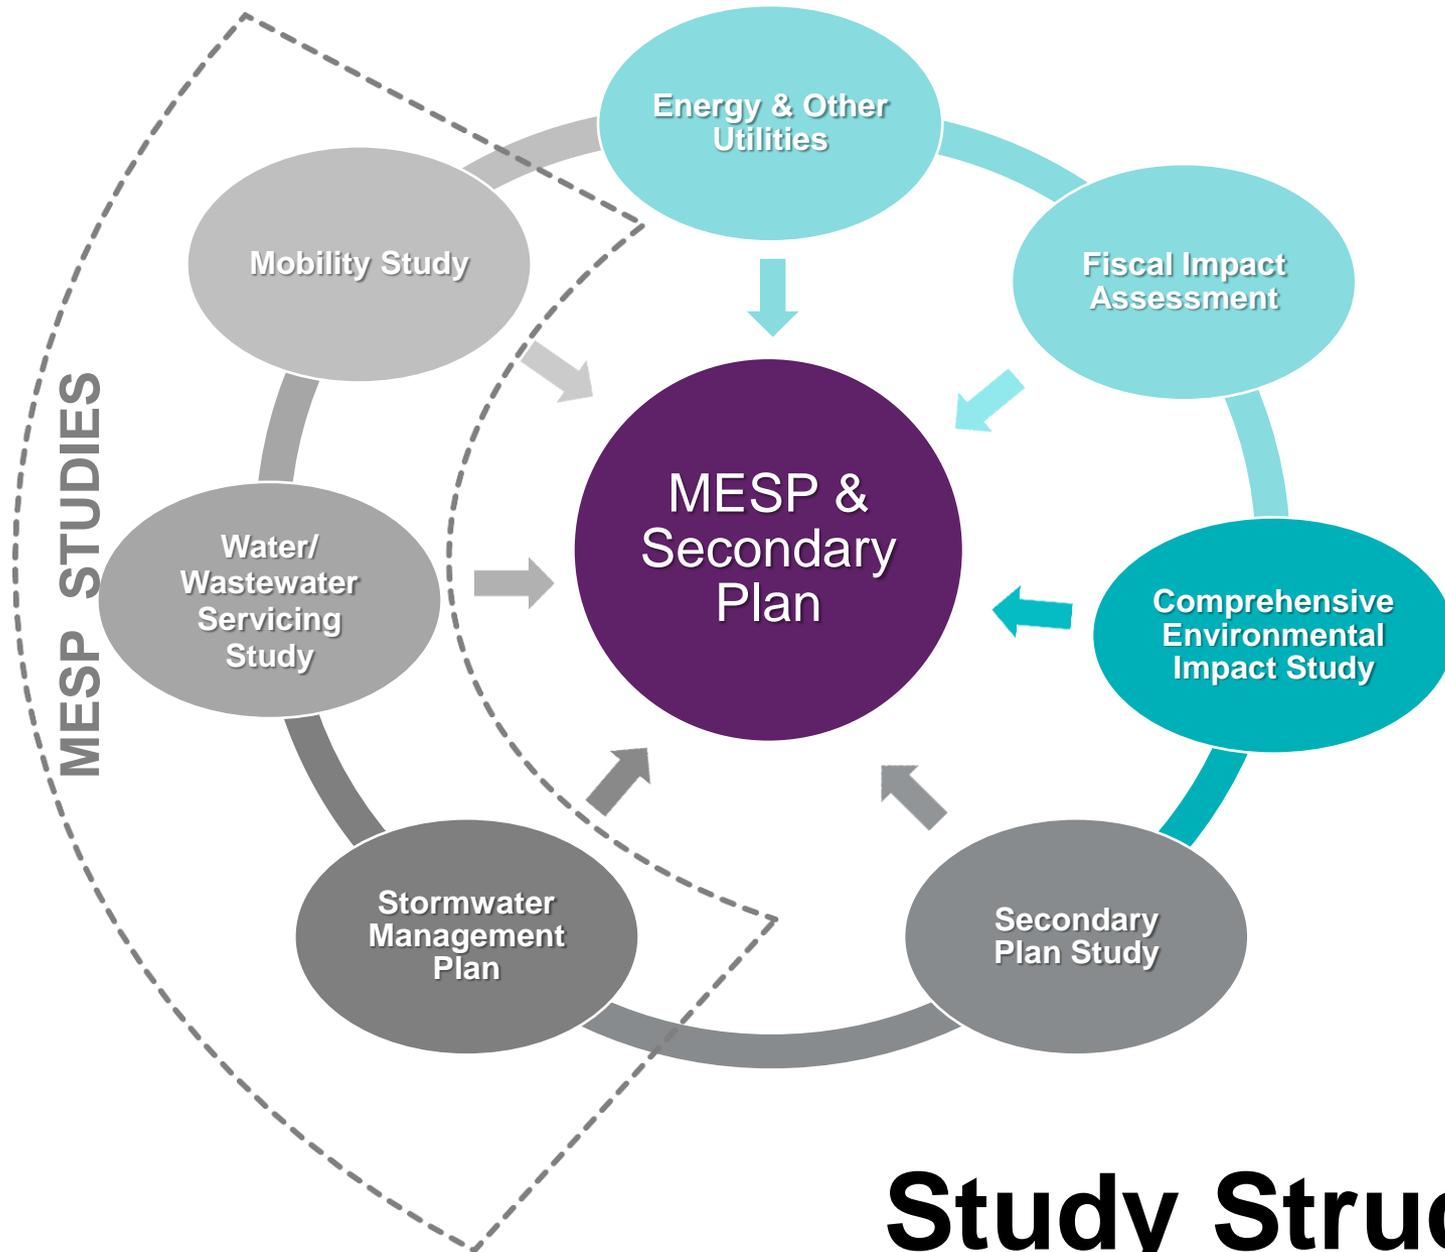 Energy & Other
Utilities
Mobility Study
Fiscal Impact
Assessment
MESP STUDIES
MESP &
Secondary
Plan
Water/
Wastewater
Servicing
Study
Comprehensive
Environmental
Impact Study
Stormwater
Management
Plan
Secondary
Plan Study
Study